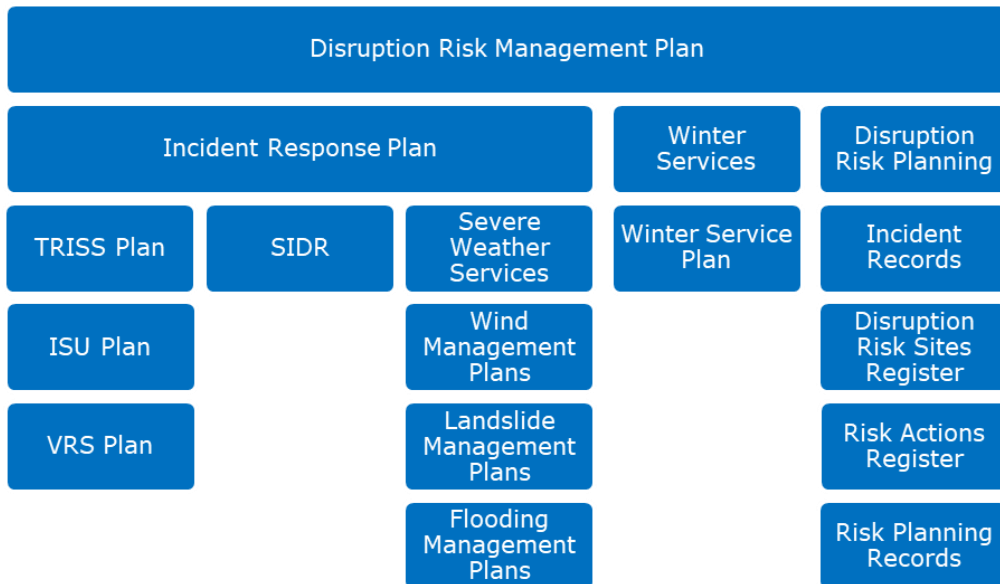 Disruption Risk Management Plan
Incident Response Plan
Winter
Services
Disruption
Risk Planning
TRISS Plan
SIDR
Severe
Weather
Services
Winter Service
Plan
Incident
Records
ISU Plan
Wind
Management
Plans
Disruption
Risk Sites
Register
VRS Plan
Landslide
Management
Plans
Risk Actions
Register
Flooding
Management
Plans
Risk Planning
Records